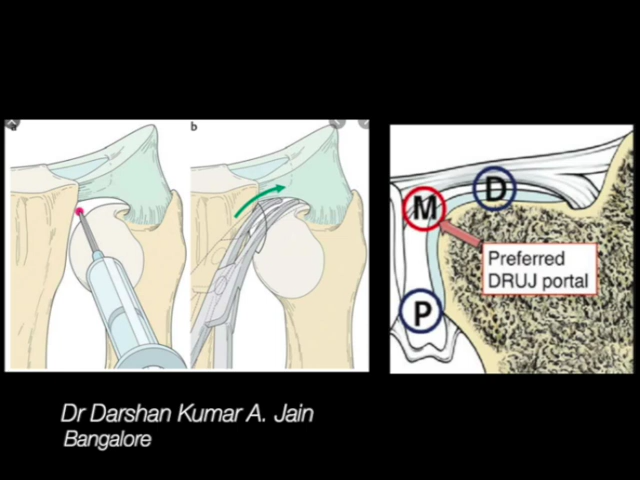 a
b
D
M
Preferred
DRUJ portal
P
Dr Darshan Kumar A. Jain
Bangalore